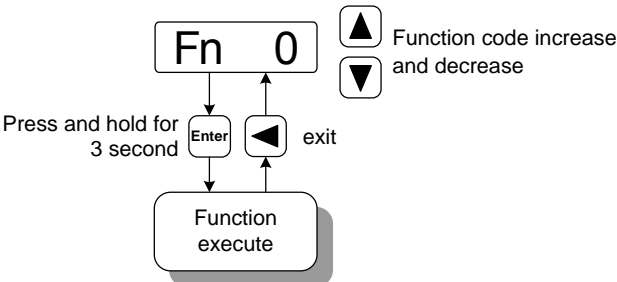 Fn 0
Function code increase
and decrease
Press and hold for
3 second
Enter
exit
Function
execute